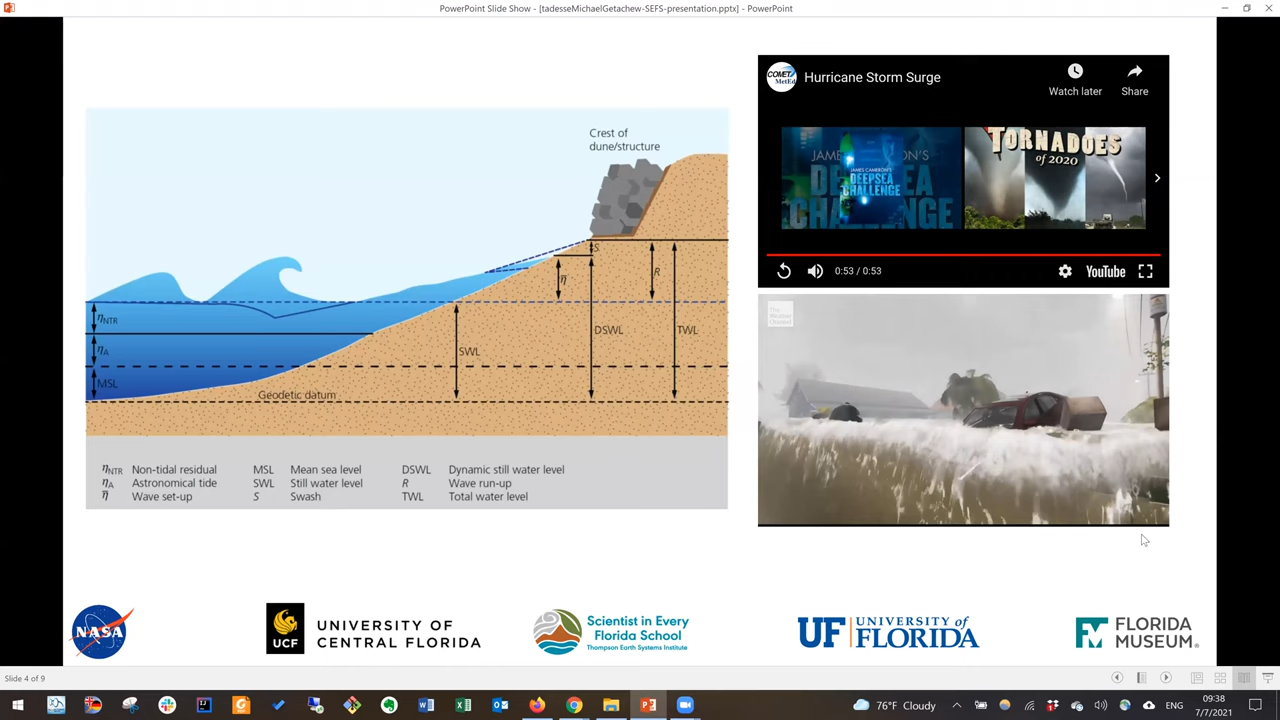 PowerPoint Slide Show - [tadesseMichaelGetachew-SEFS-presentation.pptx] - PowerPoint
Crest of
dune/structure
S
η̅
R
ηNTR
ηA
MSL
SWL
DSWL
TWL
Geodetic datum
ηNTR Non-tidal residual MSL Mean sea level DSWL Dynamic still water level
ηA Astronomical tide SWL Still water level R Wave run-up
η̅ Wave set-up S Swash TWL Total water level
COMET
MetEd
Hurricane Storm Surge
Watch later
Share
JAMES CAMERON'S
DEEPSEA
CHALLENGE
TORNADOES
of 2020
0:53 / 0:53
YouTube
The
Weather
Channel
NASA
UCF
UNIVERSITY OF
CENTRAL FLORIDA
Scientist in Every
Florida School
Thompson Earth Systems Institute
UF
UNIVERSITY of
FLORIDA
FLORIDA
MUSEUM
Slide 4 of 9
76°F Cloudy
ENG
09:38
7/7/2021